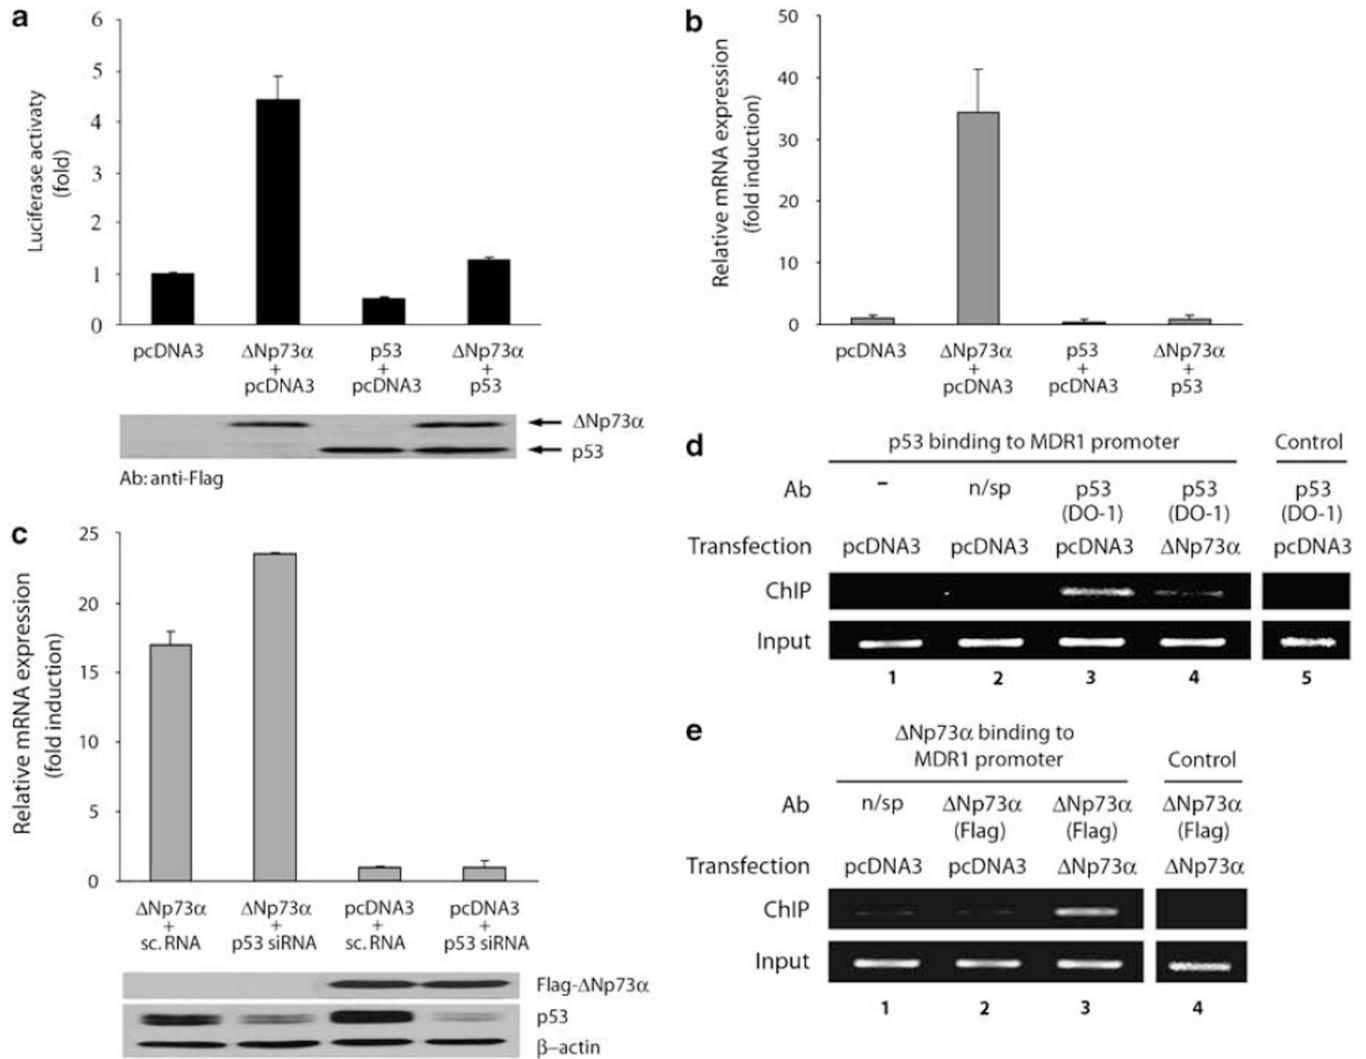 a
6
5
4
3
2
1
0
Luciferase activaty
(fold)
pcDNA3
ΔNp73α
+
pcDNA3
p53
+
pcDNA3
ΔNp73α
+
p53
ΔNp73α
p53
Ab: anti-Flag
b
50
40
30
20
10
0
Relative mRNA expression
(fold induction)
pcDNA3
ΔNp73α
+
pcDNA3
p53
+
pcDNA3
ΔNp73α
+
p53
c
25
20
15
10
5
0
Relative mRNA expression
(fold induction)
ΔNp73α
+
sc. RNA
ΔNp73α
+
p53 siRNA
pcDNA3
+
sc. RNA
pcDNA3
+
p53 siRNA
Flag-ΔNp73α
p53
β–actin
d
p53 binding to MDR1 promoter
Control
Ab – n/sp p53 (DO-1) p53 (DO-1) p53 (DO-1)
Transfection pcDNA3 pcDNA3 pcDNA3 ΔNp73α pcDNA3
ChIP
Input
1 2 3 4 5
e
ΔNp73α binding to
MDR1 promoter
Control
Ab n/sp ΔNp73α (Flag) ΔNp73α (Flag) ΔNp73α (Flag)
Transfection pcDNA3 pcDNA3 ΔNp73α ΔNp73α
ChIP
Input
1 2 3 4